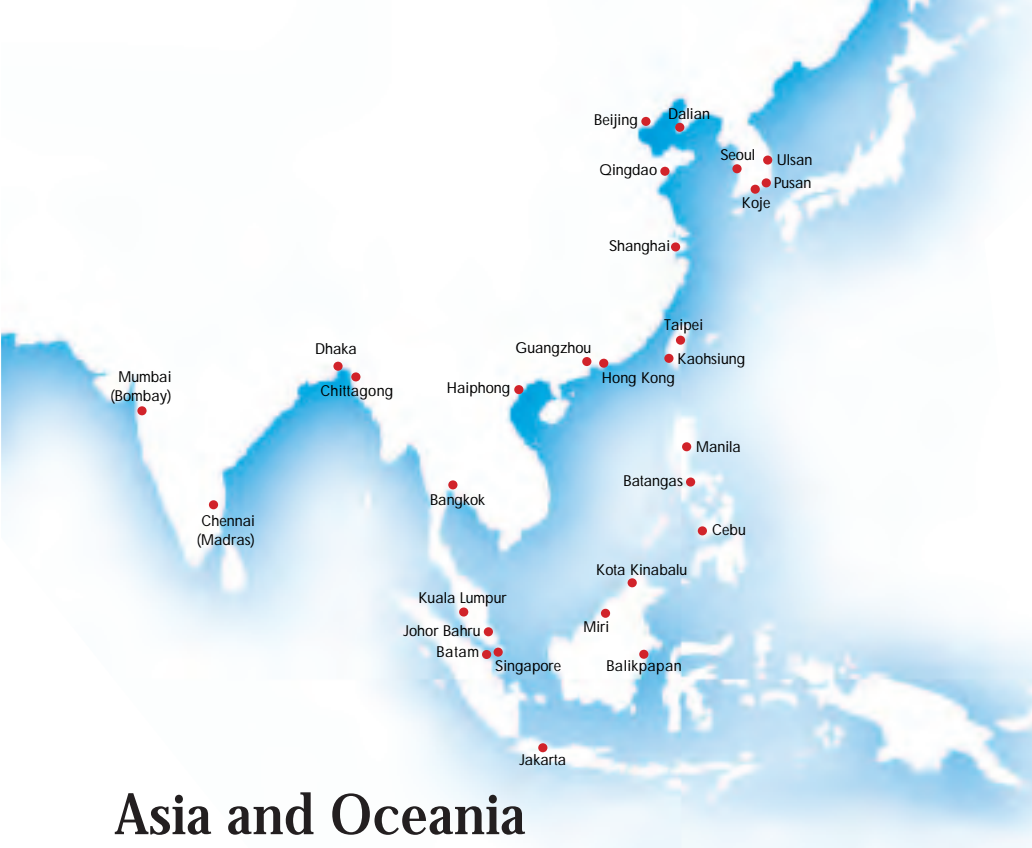 Beijing
Dalian
Seoul
Ulsan
Qingdao
Pusan
Koje
Shanghai
Taipei
Guangzhou
Dhaka
Kaohsiung
Hong Kong
Mumbai
(Bombay)
Chittagong
Haiphong
Manila
Batangas
Bangkok
Chennai
(Madras)
Cebu
Kota Kinabalu
Kuala Lumpur
Miri
Johor Bahru
Batam
Singapore
Balikpapan
Jakarta
Asia and Oceania